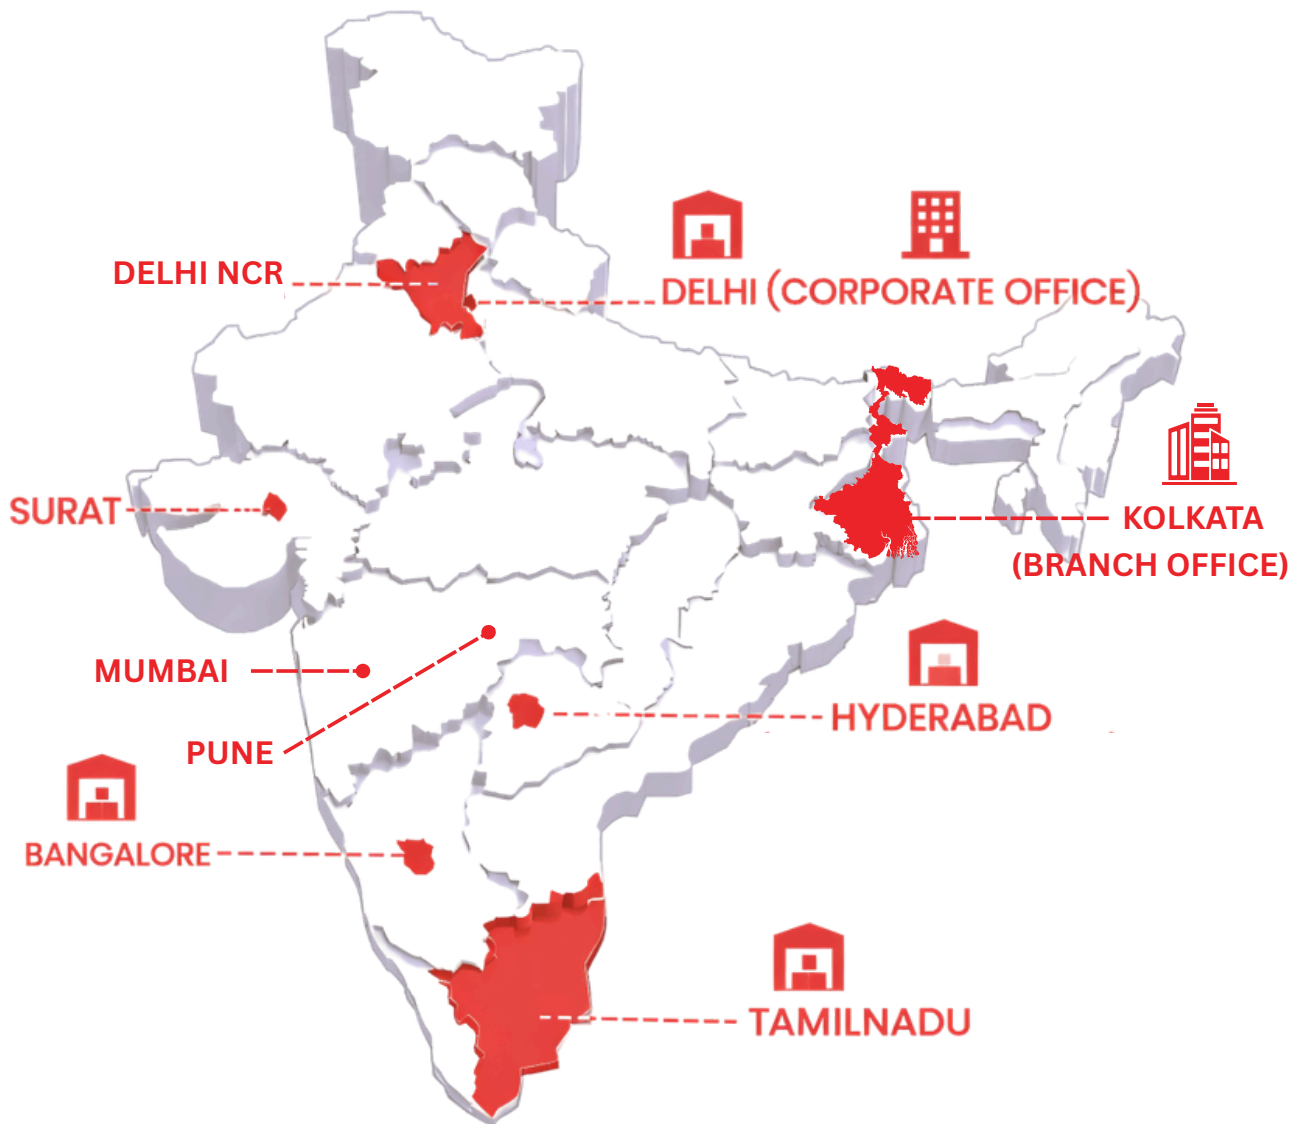 DELHI NCR
DELHI (CORPORATE OFFICE)
SURAT
KOLKATA
(BRANCH OFFICE)
MUMBAI
HYDERABAD
PUNE
BANGALORE
TAMILNADU